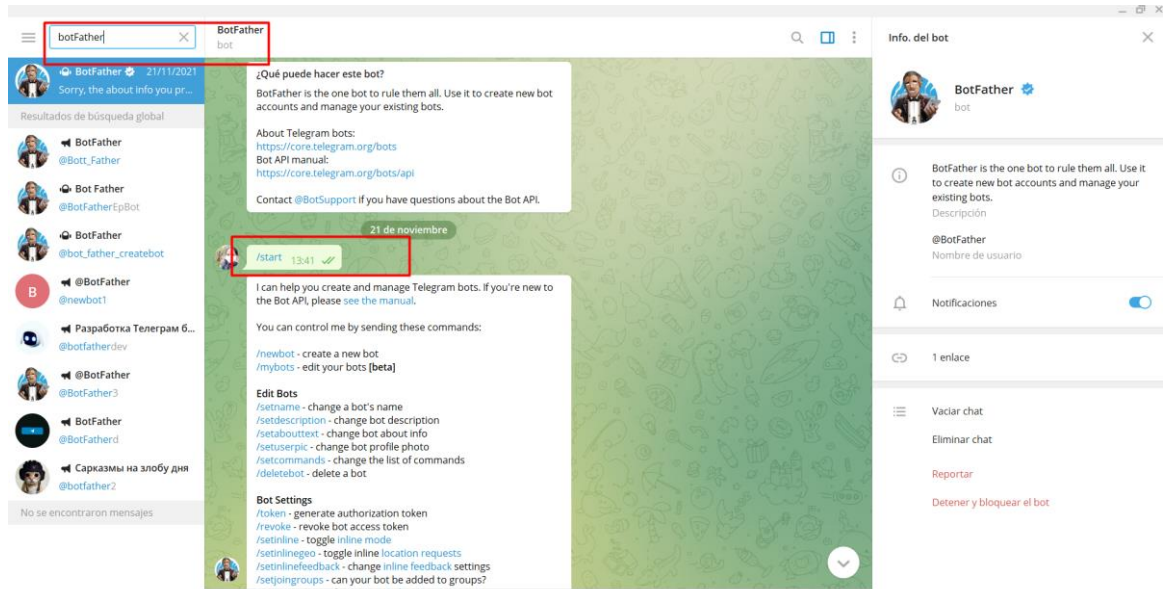 botFather
BotFather 21/11/2021
Sorry, the about info you pr...
Resultados de búsqueda global
BotFather
@Bott_Father
Bot Father
@BotFatherEpBot
BotFather
@bot_father_createbot
B
@BotFather
@newbot1
Разработка Телеграм б...
@botfatherdev
@BotFather
@BotFather3
BotFather
@BotFatherd
Сарказмы на злобу дня
@botfather2
No se encontraron mensajes
BotFather
bot
¿Qué puede hacer este bot?
BotFather is the one bot to rule them all. Use it to create new bot
accounts and manage your existing bots.
About Telegram bots:
https://core.telegram.org/bots
Bot API manual:
https://core.telegram.org/bots/api
Contact @BotSupport if you have questions about the Bot API.
21 de noviembre
/start 13:41
I can help you create and manage Telegram bots. If you're new to
the Bot API, please see the manual.
You can control me by sending these commands:
/newbot - create a new bot
/mybots - edit your bots [beta]
Edit Bots
/setname - change a bot's name
/setdescription - change bot description
/setabouttext - change bot about info
/setuserpic - change bot profile photo
/setcommands - change the list of commands
/deletebot - delete a bot
Bot Settings
/token - generate authorization token
/revoke - revoke bot access token
/setinline - toggle inline mode
/setinlinegeo - toggle inline location requests
/setinlinefeedback - change inline feedback settings
/setjoingroups - can your bot be added to groups?
Info. del bot
BotFather
bot
BotFather is the one bot to rule them all. Use it
to create new bot accounts and manage your
existing bots.
Descripción
@BotFather
Nombre de usuario
Notificaciones
1 enlace
Vaciar chat
Eliminar chat
Reportar
Detener y bloquear el bot